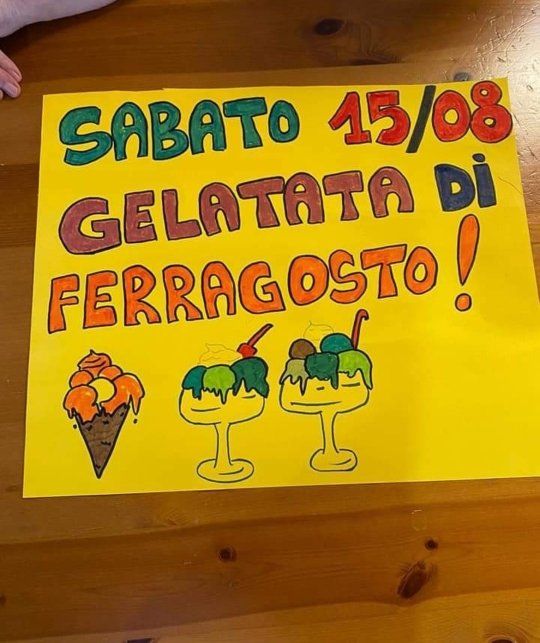 SABATO 15/08
GELATATA Di
FERRAGOSTO!